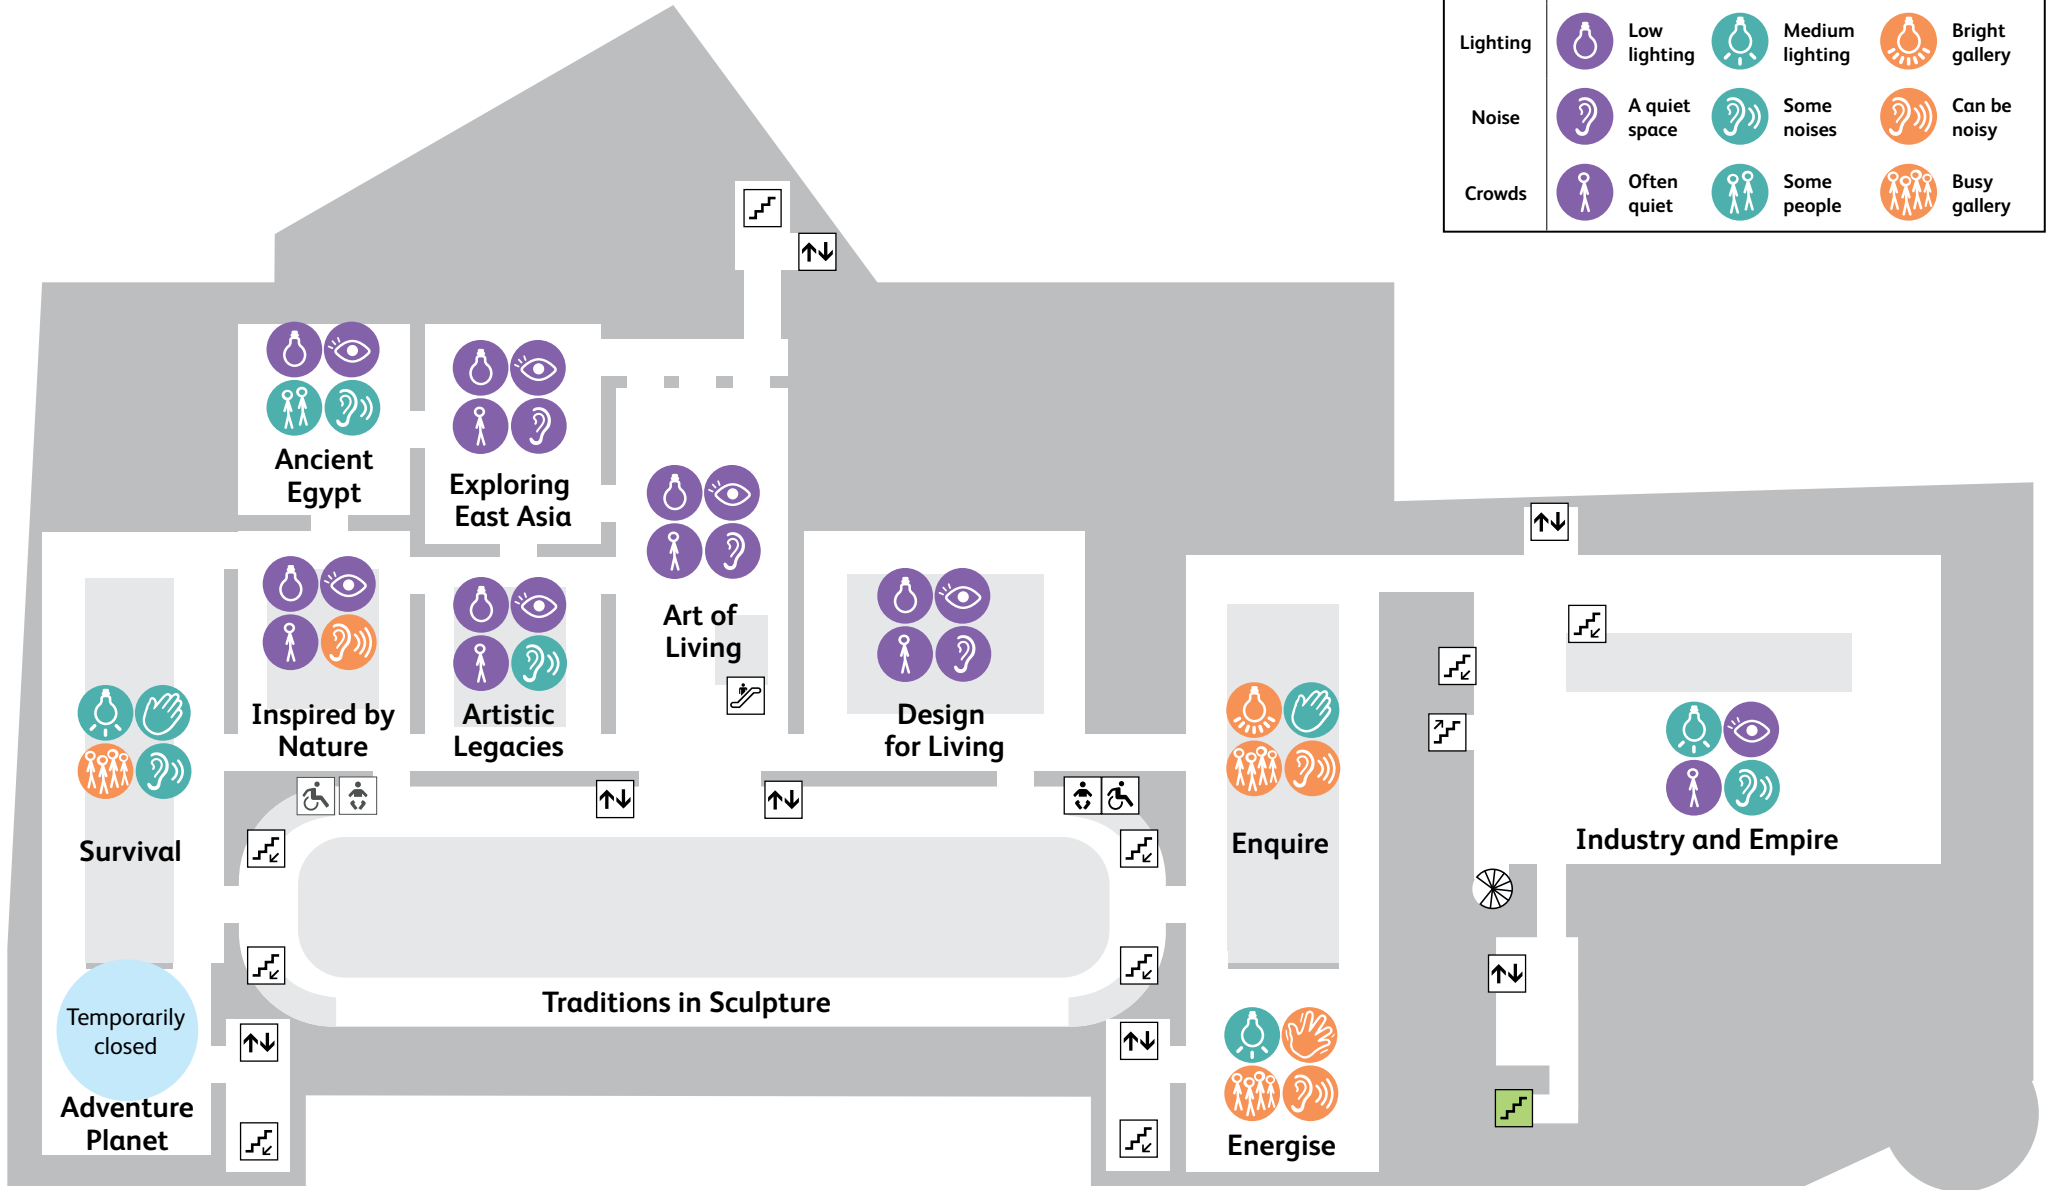 Lighting
Low
lighting
Medium
lighting
Bright
gallery
Noise
A quiet
space
Some
noises
Can be
noisy
Crowds
Often
quiet
Some
people
Busy
gallery
Ancient
Egypt
Exploring
East Asia
Art of
Living
Inspired by
Nature
Artistic
Legacies
Design
for Living
Survival
Enquire
Industry and Empire
Traditions in Sculpture
Temporarily
closed
Adventure
Planet
Energise